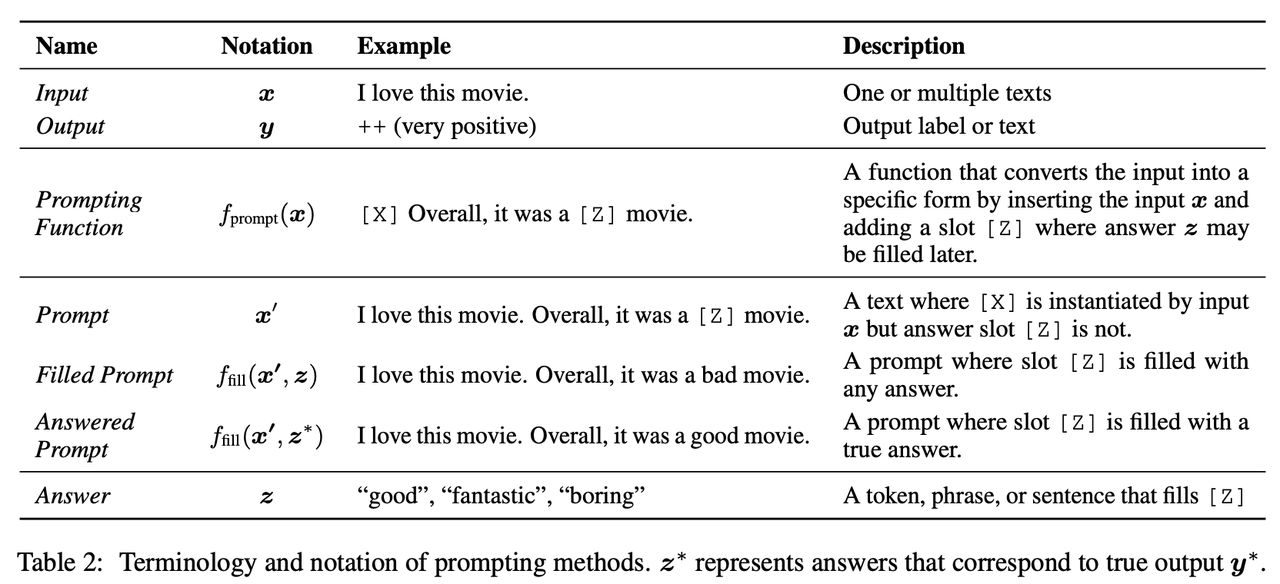 Name Notation Example Description
Input x I love this movie. One or multiple texts
Output y ++ (very positive) Output label or text
Prompting Function f_prompt(x) [X] Overall, it was a [Z] movie. A function that converts the input into a
specific form by inserting the input x and
adding a slot [Z] where answer z may
be filled later.
Prompt x′ I love this movie. Overall, it was a [Z] movie. A text where [X] is instantiated by input
x but answer slot [Z] is not.
Filled Prompt f_fill(x′, z) I love this movie. Overall, it was a bad movie. A prompt where slot [Z] is filled with
any answer.
Answered Prompt f_fill(x′, z*) I love this movie. Overall, it was a good movie. A prompt where slot [Z] is filled with a
true answer.
Answer z “good”, “fantastic”, “boring” A token, phrase, or sentence that fills [Z]
Table 2: Terminology and notation of prompting methods. z* represents answers that correspond to true output y*.